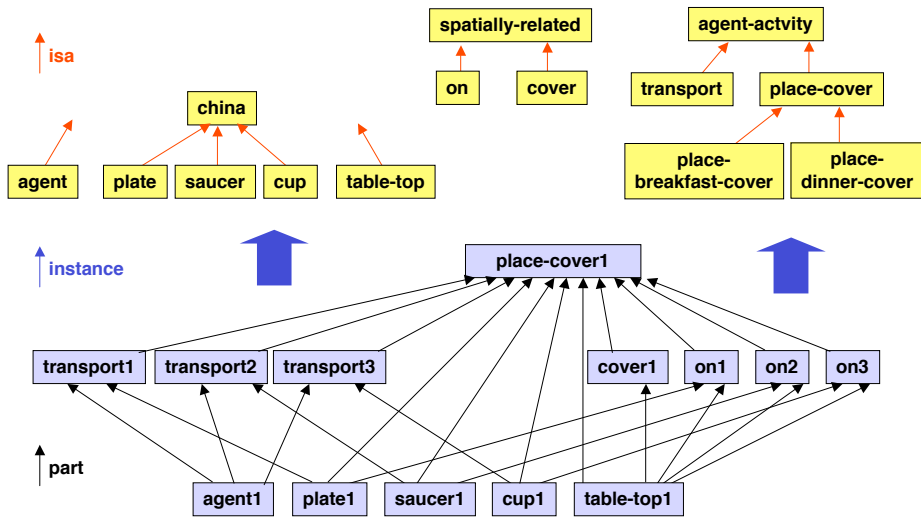 spatially-related
agent-actvity
isa
on
cover
transport
place-cover
china
agent
plate
saucer
cup
table-top
place-
breakfast-cover
place-
dinner-cover
instance
place-cover1
transport1
transport2
transport3
cover1
on1
on2
on3
part
agent1
plate1
saucer1
cup1
table-top1